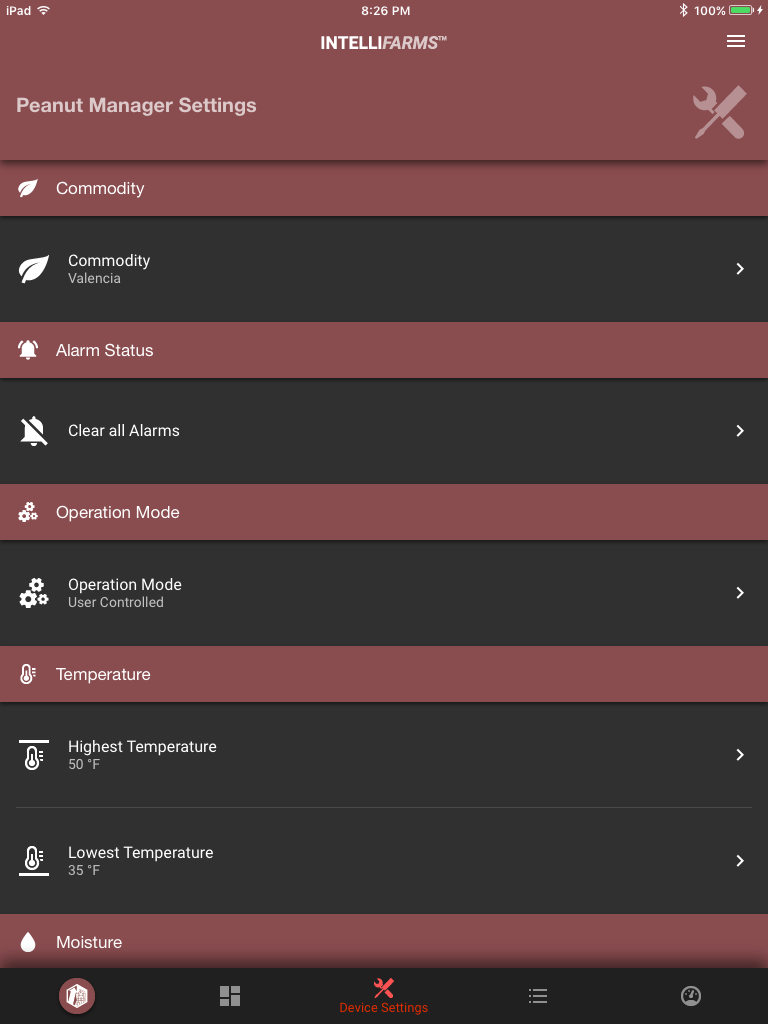 iPad 8:26 PM 100%
INTELLIFARMS™
Peanut Manager Settings
Commodity
Commodity
Valencia
Alarm Status
Clear all Alarms
Operation Mode
Operation Mode
User Controlled
Temperature
Highest Temperature
50 °F
Lowest Temperature
35 °F
Moisture
Device Settings